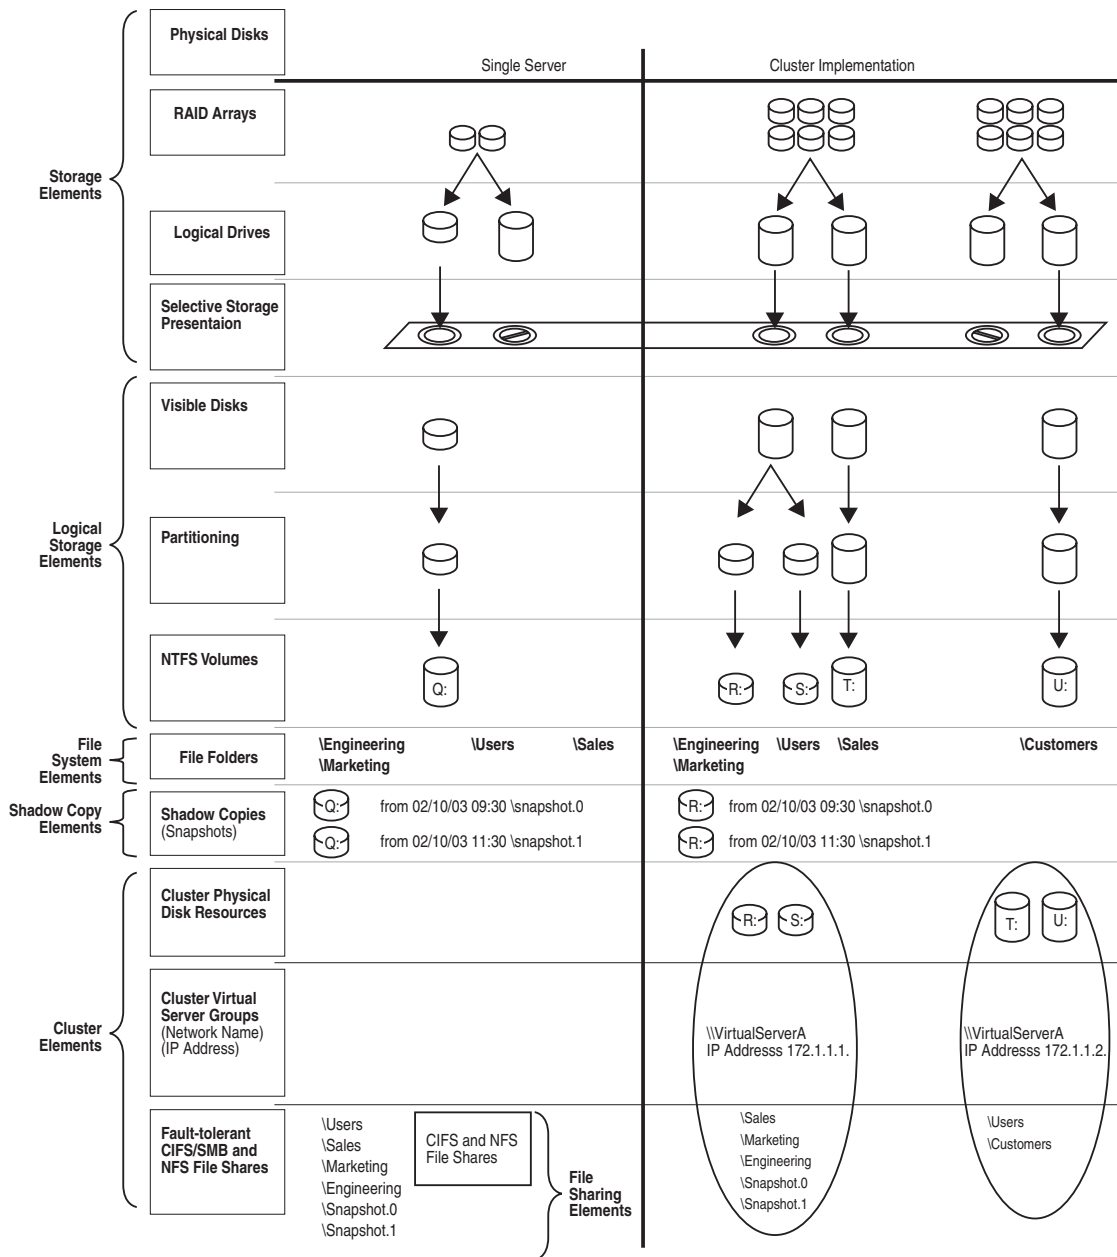 Physical Disks
Single Server
Cluster Implementation
RAID Arrays
Storage
Elements
Logical Drives
Selective Storage
Presentaion
Visible Disks
Logical
Storage
Elements
Partitioning
NTFS Volumes
Q:
R:
S:
T:
U:
File
System
Elements
File Folders
\Engineering
\Users
\Sales
\Marketing
\Engineering
\Users
\Sales
\Customers
\Marketing
Shadow Copy
Elements
Shadow Copies
(Snapshots)
Q:
from 02/10/03 09:30 \snapshot.0
R:
from 02/10/03 09:30 \snapshot.0
Q:
from 02/10/03 11:30 \snapshot.1
R:
from 02/10/03 11:30 \snapshot.1
Cluster Physical
Disk Resources
R:
S:
T:
U:
Cluster
Elements
Cluster Virtual
Server Groups
(Network Name)
(IP Address)
\\VirtualServerA
IP Addresss 172.1.1.1.
\\VirtualServerA
IP Addresss 172.1.1.2.
Fault-tolerant
CIFS/SMB and
NFS File Shares
\Users
\Sales
\Marketing
\Engineering
\Snapshot.0
\Snapshot.1
CIFS and NFS
File Shares
File
Sharing
Elements
\Sales
\Marketing
\Engineering
\Snapshot.0
\Snapshot.1
\Users
\Customers